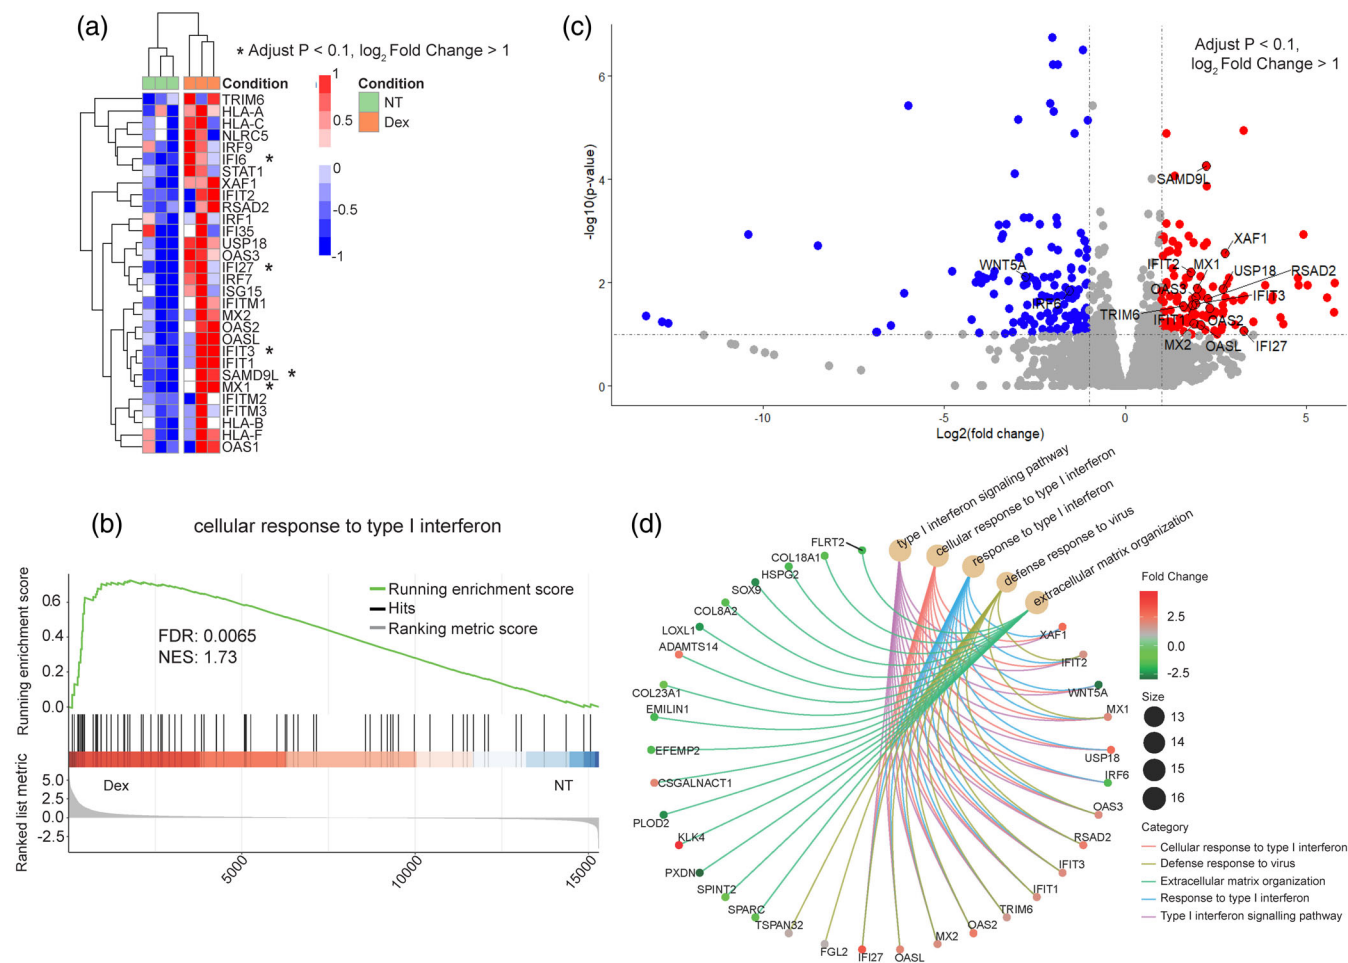 (a)
* Adjust P < 0.1, log2 Fold Change > 1
Condition
TRIM6
HLA-A
HLA-C
NLRC5
IRF9
IFI6 *
STAT1
XAF1
IFIT2
RSAD2
IRF1
IFI35
USP18
OAS3
IFI27 *
IRF7
ISG15
IFITM1
MX2
OAS2
OASL
IFIT3 *
IFIT1
SAMD9L *
MX1 *
IFITM2
IFITM3
HLA-B
HLA-F
OAS1
1
0.5
0
-0.5
-1
Condition
NT
Dex
(c)
Adjust P < 0.1,
log2 Fold Change > 1
-log10(p-value)
6
4
2
0
-10
-5
0
5
Log2(fold change)
SAMD9L
XAF1
WNT5A
IFIT2
MX1
USP18
RSAD2
IRF6
OAS3
IFIT3
TRIM6
IFIT1
OAS2
MX2
OASL
IFI27
(b)
cellular response to type I interferon
Running enrichment score
0.6
0.4
0.2
0.0
Running enrichment score
Hits
Ranking metric score
FDR: 0.0065
NES: 1.73
Ranked list metric
5.0
2.5
0.0
-2.5
Dex
NT
5000
10000
15000
(d)
type I interferon signaling pathway
cellular response to type I interferon
response to type I interferon
defense response to virus
extracellular matrix organization
FLRT2
COL18A1
HSPG2
SOX9
COL8A2
LOXL1
ADAMTS14
COL23A1
EMILIN1
EFEMP2
CSGALNACT1
PLOD2
KLK4
PXDN
SPINT2
SPARC
TSPAN32
FGL2
IFI27
OASL
MX2
OAS2
TRIM6
IFIT1
IFIT3
RSAD2
OAS3
IRF6
USP18
MX1
WNT5A
IFIT2
XAF1
Fold Change
2.5
0.0
-2.5
Size
13
14
15
16
Category
Cellular response to type I interferon
Defense response to virus
Extracellular matrix organization
Response to type I interferon
Type I interferon signalling pathway